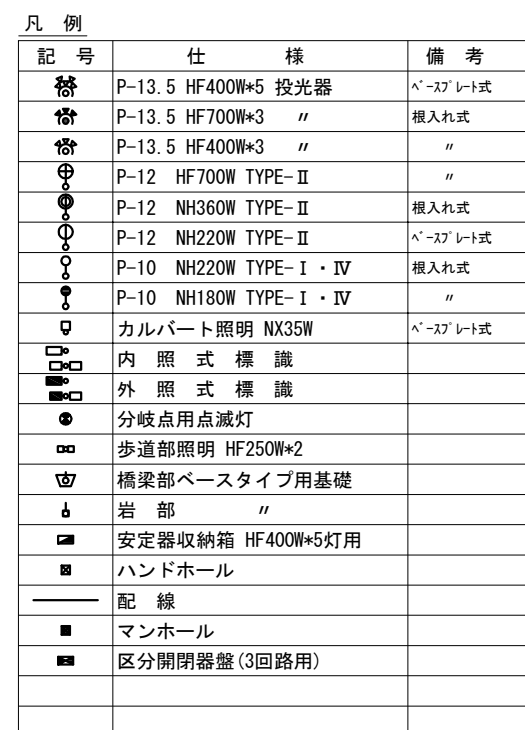 凡 例
記 号 仕 様 備 考
P-13.5 HF400W*5 投光器 ﾍﾞｰｽﾌﾟﾚｰﾄ式
P-13.5 HF700W*3 〃 根入れ式
P-13.5 HF400W*3 〃 〃
P-12 HF700W TYPE-Ⅱ 〃
P-12 NH360W TYPE-Ⅱ 根入れ式
P-12 NH220W TYPE-Ⅱ ﾍﾞｰｽﾌﾟﾚｰﾄ式
P-10 NH220W TYPE-Ⅰ・Ⅳ 根入れ式
P-10 NH180W TYPE-Ⅰ・Ⅳ 〃
カルバート照明 NX35W ﾍﾞｰｽﾌﾟﾚｰﾄ式
内 照 式 標 識
外 照 式 標 識
分岐点用点滅灯
歩道部照明 HF250W*2
橋梁部ベースタイプ用基礎
岩 部 〃
安定器収納箱 HF400W*5灯用
ハンドホール
配 線
マンホール
区分開閉器盤(3回路用)